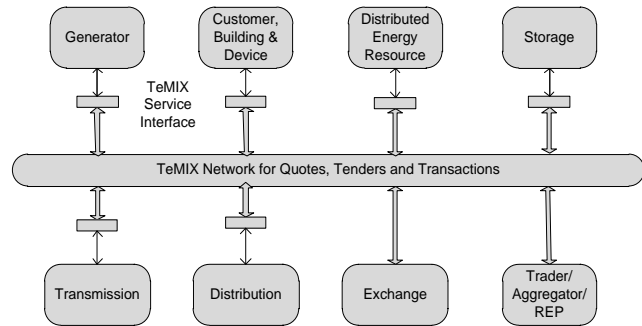 Generator
Customer,
Building &
Device
Distributed
Energy
Resource
Storage
TeMIX
Service
Interface
TeMIX Network for Quotes, Tenders and Transactions
Transmission
Distribution
Exchange
Trader/
Aggregator/
REP